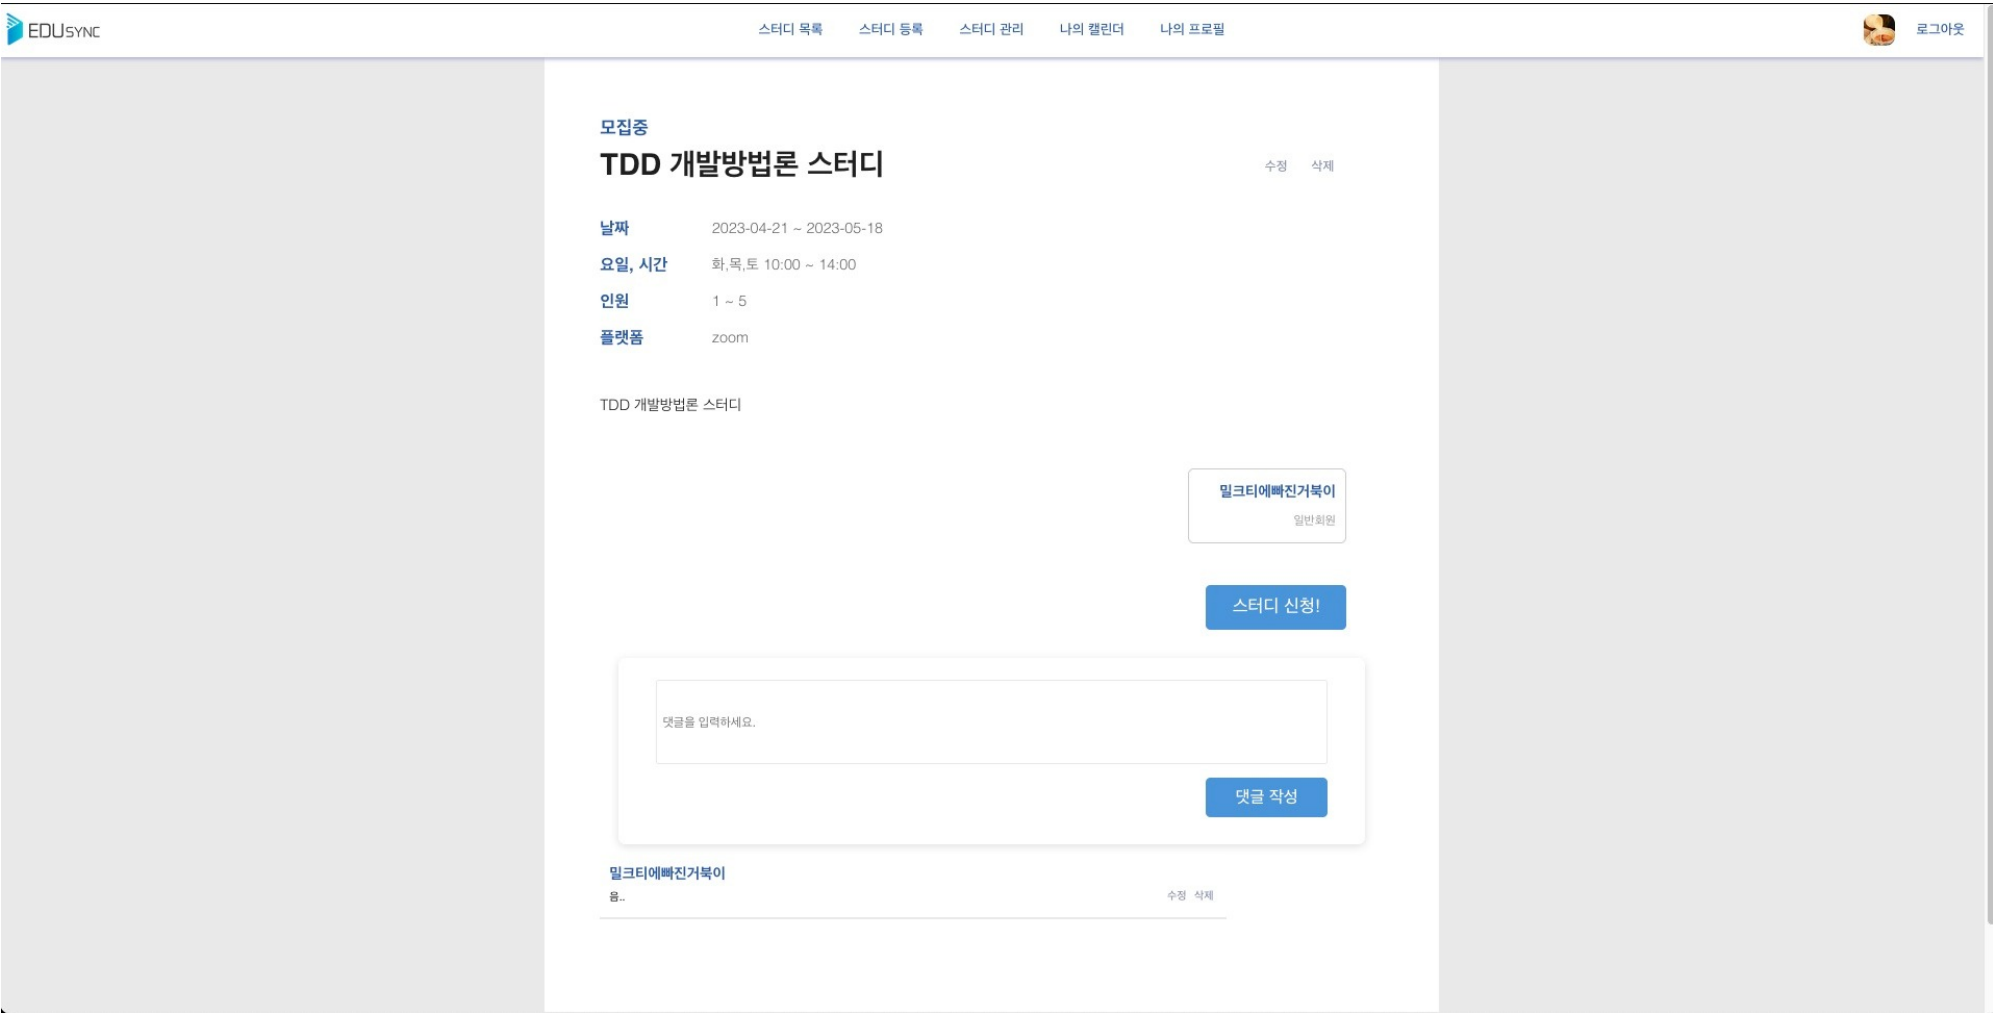 EDUSYNC
스터디 목록 스터디 등록 스터디 관리 나의 캘린더 나의 프로필 로그아웃
모집중
TDD 개발방법론 스터디
수정 삭제
날짜 2023-04-21 ~ 2023-05-18
요일, 시간 화,목,토 10:00 ~ 14:00
인원 1 ~ 5
플랫폼 zoom
TDD 개발방법론 스터디
밀크티에빠진거북이
일반회원
스터디 신청!
댓글을 입력하세요.
댓글 작성
밀크티에빠진거북이
음..
수정 삭제